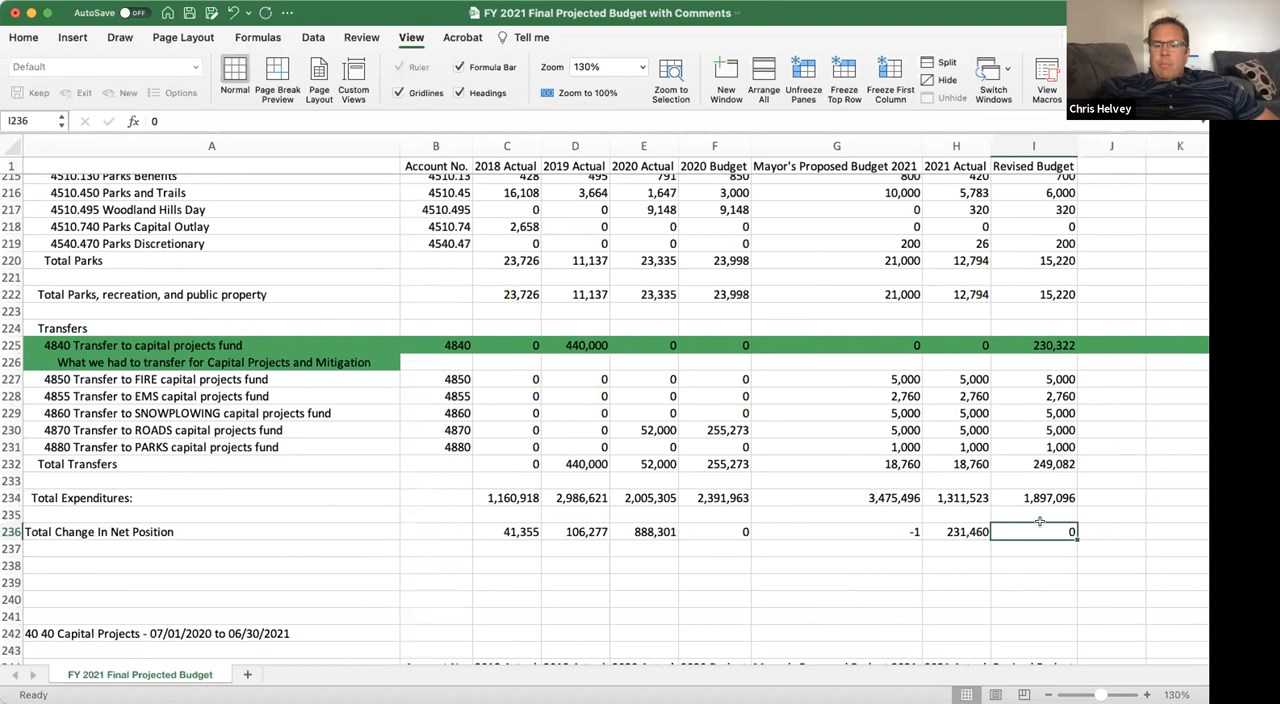 AutoSave OFF FY 2021 Final Projected Budget with Comments
Home Insert Draw Page Layout Formulas Data Review View Acrobat Tell me
Default
Keep Exit New Options
Normal Page Break Preview Page Layout Custom Views
Ruler Formula Bar
Gridlines Headings
Zoom 130%
Zoom to 100%
Zoom to Selection
New Window Arrange All Unfreeze Panes Freeze Top Row Freeze First Column
Split
Hide
Unhide
Switch Windows View Macros
Chris Helvey
I236 fx 0
A B C D E F G H I J K
1 Account No. 2018 Actual 2019 Actual 2020 Actual 2020 Budget Mayor's Proposed Budget 2021 2021 Actual Revised Budget
215 4510.130 Parks Benefits 4510.13 428 495 791 850 800 420 700
216 4510.450 Parks and Trails 4510.45 16,108 3,664 1,647 3,000 10,000 5,783 6,000
217 4510.495 Woodland Hills Day 4510.495 0 0 9,148 9,148 0 320 320
218 4510.740 Parks Capital Outlay 4510.74 2,658 0 0 0 0 0 0
219 4540.470 Parks Discretionary 4540.47 0 0 0 0 200 26 200
220 Total Parks 23,726 11,137 23,335 23,998 21,000 12,794 15,220
221
222 Total Parks, recreation, and public property 23,726 11,137 23,335 23,998 21,000 12,794 15,220
223
224 Transfers
225 4840 Transfer to capital projects fund 4840 0 440,000 0 0 0 0 230,322
226 What we had to transfer for Capital Projects and Mitigation
227 4850 Transfer to FIRE capital projects fund 4850 0 0 0 0 5,000 5,000 5,000
228 4855 Transfer to EMS capital projects fund 4855 0 0 0 0 2,760 2,760 2,760
229 4860 Transfer to SNOWPLOWING capital projects fund 4860 0 0 0 0 5,000 5,000 5,000
230 4870 Transfer to ROADS capital projects fund 4870 0 0 52,000 255,273 5,000 5,000 5,000
231 4880 Transfer to PARKS capital projects fund 4880 0 0 0 0 1,000 1,000 1,000
232 Total Transfers 0 440,000 52,000 255,273 18,760 18,760 249,082
233
234 Total Expenditures: 1,160,918 2,986,621 2,005,305 2,391,963 3,475,496 1,311,523 1,897,096
235
236 Total Change In Net Position 41,355 106,277 888,301 0 -1 231,460 0
237
238
239
240
241
242 40 40 Capital Projects - 07/01/2020 to 06/30/2021
243
FY 2021 Final Projected Budget
Ready 130%